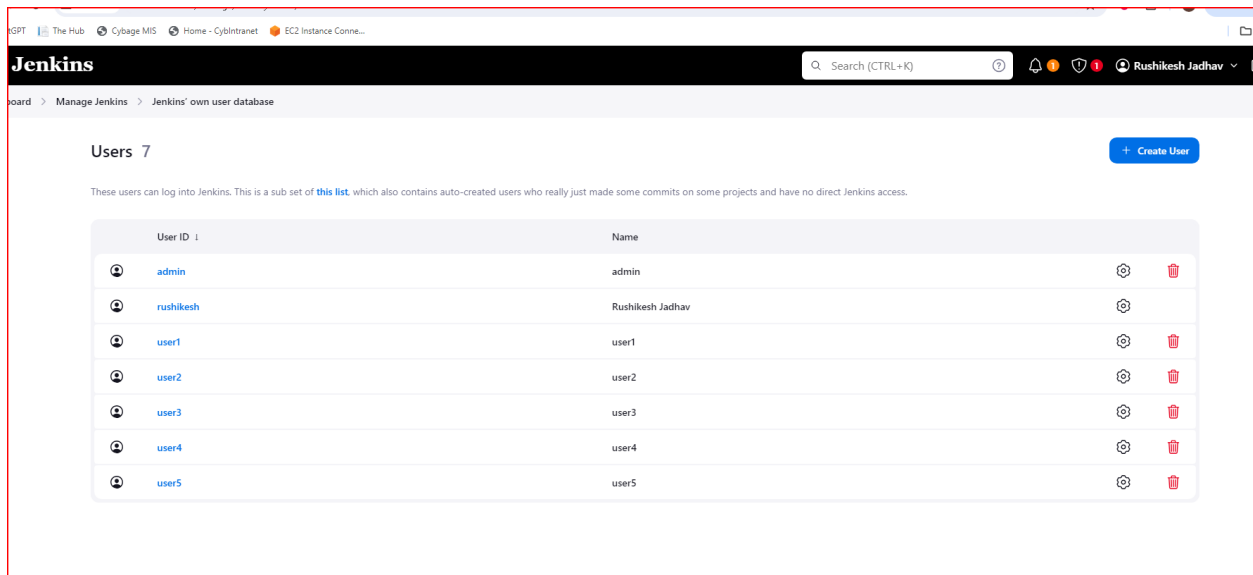 tGPT The Hub Cybage MIS Home - CybIntranet EC2 Instance Conne...
Jenkins Search (CTRL+K) 1 1 Rushikesh Jadhav
board > Manage Jenkins > Jenkins' own user database
Users 7 + Create User
These users can log into Jenkins. This is a sub set of this list, which also contains auto-created users who really just made some commits on some projects and have no direct Jenkins access.
User ID ↓ Name
admin admin
rushikesh Rushikesh Jadhav
user1 user1
user2 user2
user3 user3
user4 user4
user5 user5